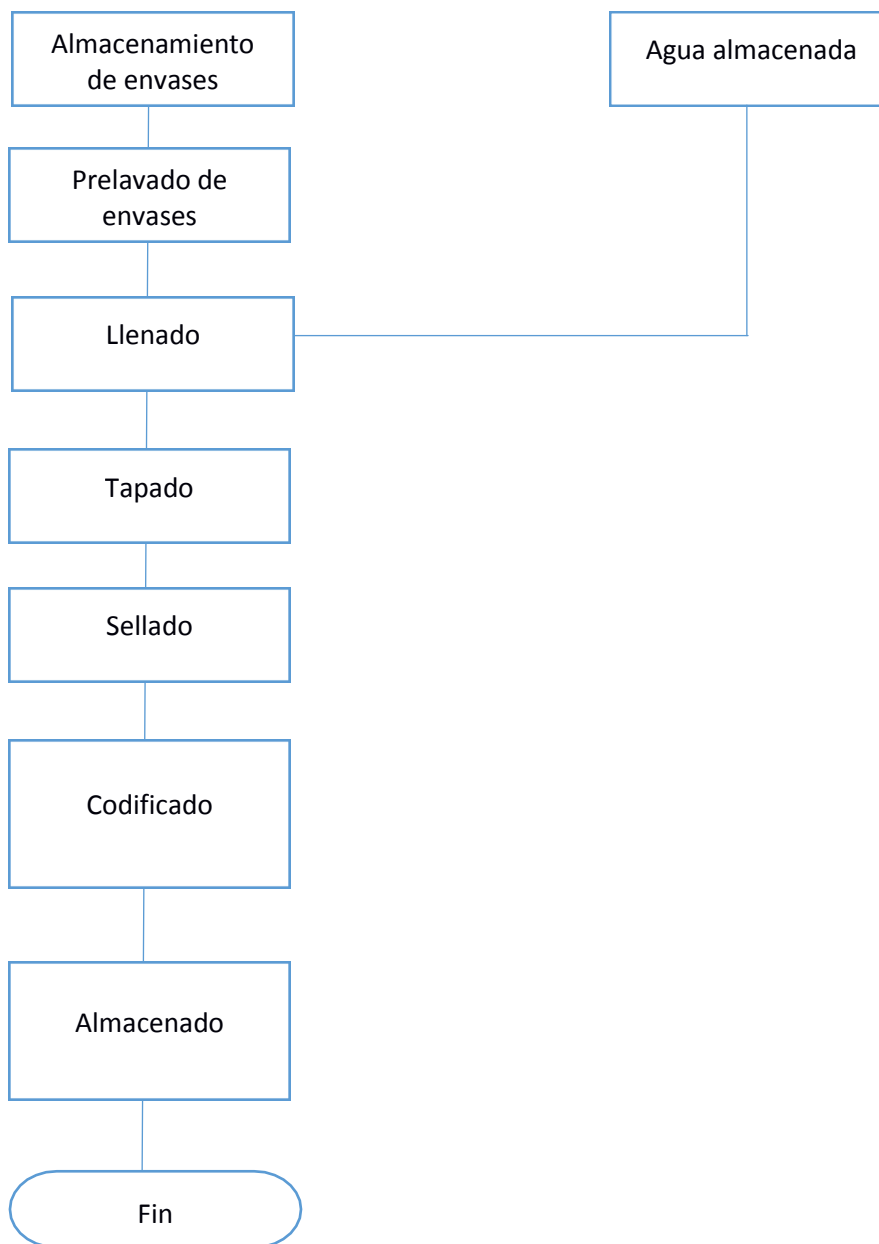 Almacenamiento
de envases
Agua almacenada
Prelavado de
envases
Llenado
Tapado
Sellado
Codificado
Almacenado
Fin